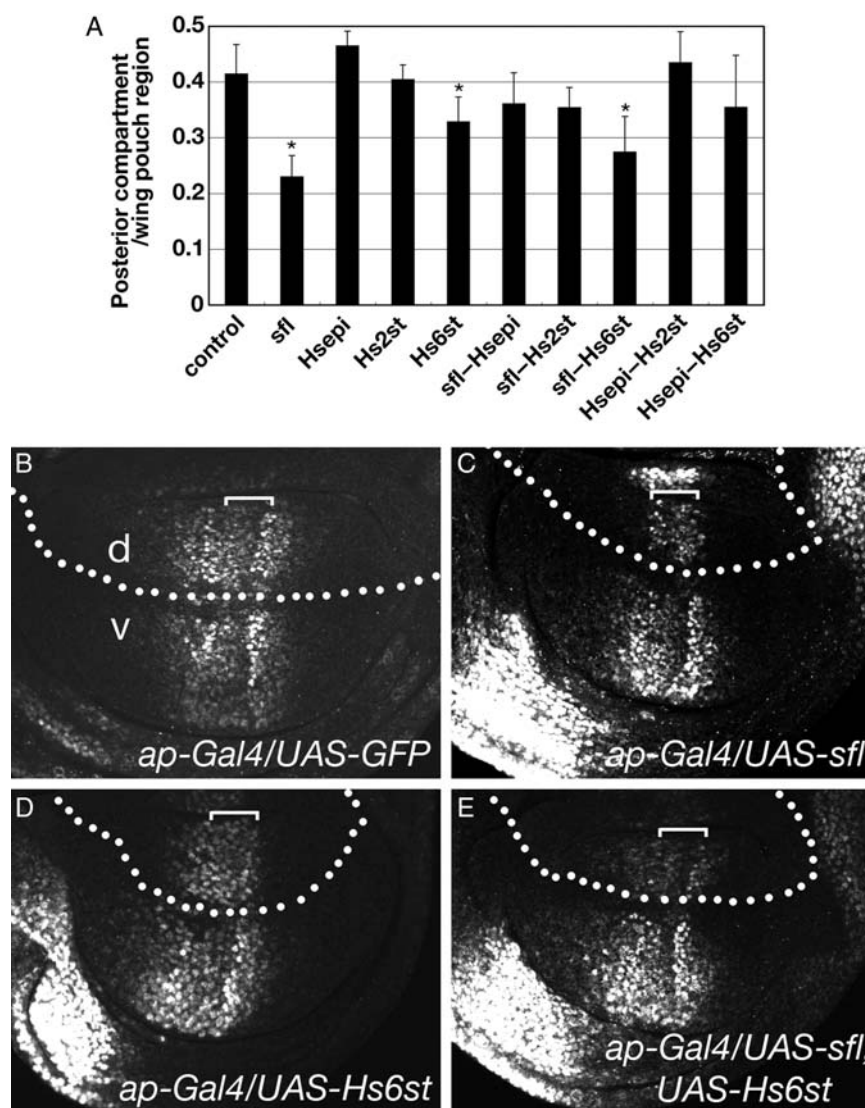 A
Posterior compartment
/wing pouch region
0.5
0.4
0.3
0.2
0.1
0
*
*
*
control
sfl
Hsepi
Hs2st
Hs6st
sfl-Hsepi
sfl-Hs2st
sfl-Hs6st
Hsepi-Hs2st
Hsepi-Hs6st
B
d
v
ap-Gal4/UAS-GFP
C
ap-Gal4/UAS-sfl
D
ap-Gal4/UAS-Hs6st
E
ap-Gal4/UAS-sfl,
UAS-Hs6st